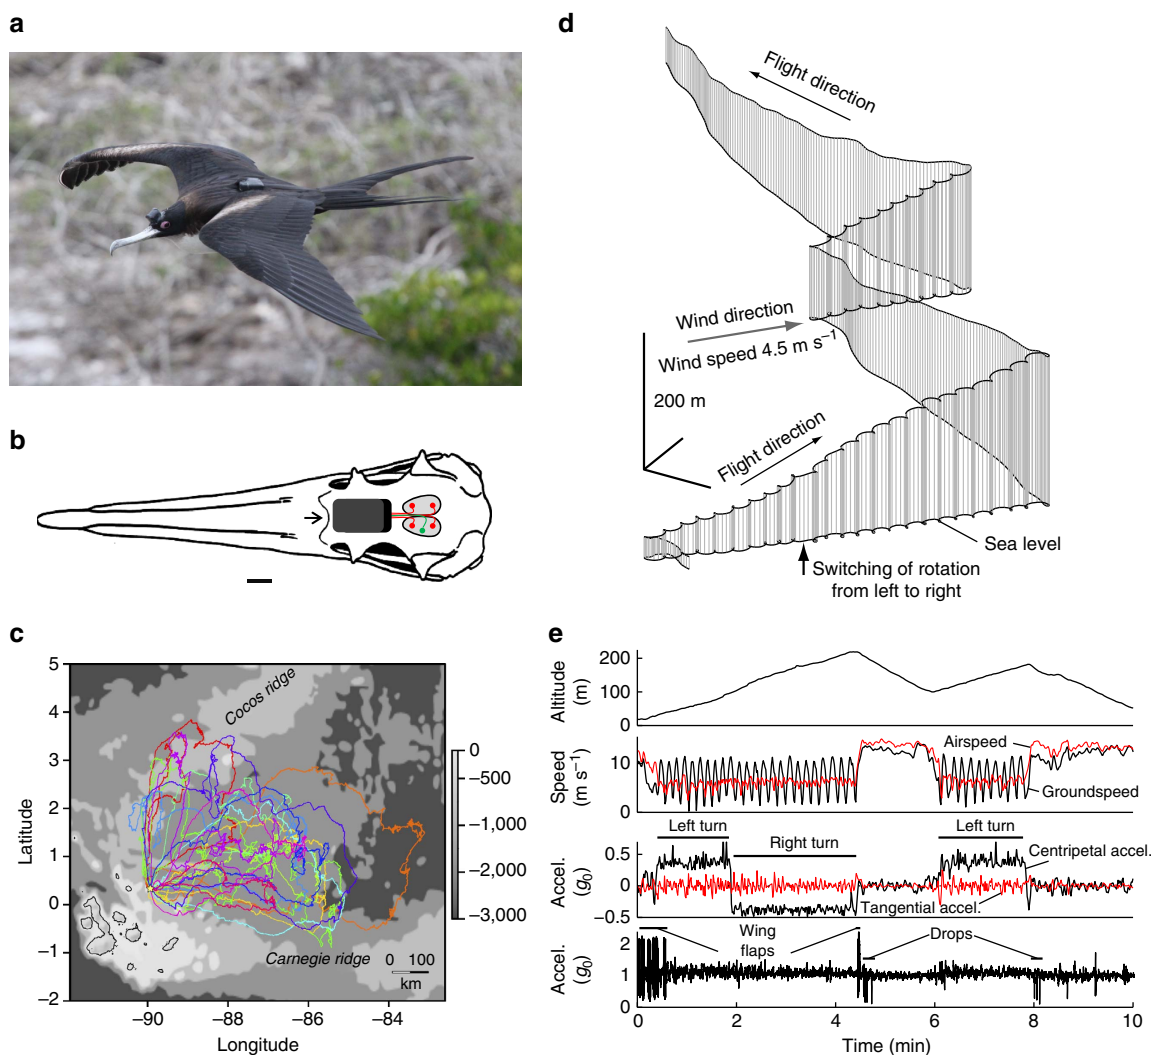 a
b
c
5
4
3
2
1
0
−1
−2
Latitude
−90
−88
−86
−84
Longitude
Cocos ridge
Carnegie ridge
0 100
km
0
−500
−1,000
−2,000
−3,000
d
Flight direction
Wind direction
Wind speed 4.5 m s−1
200 m
Flight direction
Sea level
Switching of rotation
from left to right
e
Altitude
(m)
200
100
0
Speed
(m s−1)
10
0
Airspeed
Groundspeed
Accel.
(g0)
0.5
0
−0.5
Left turn
Right turn
Left turn
Centripetal accel.
Tangential accel.
Accel.
(g0)
2
1
0
Wing
flaps
Drops
0 2 4 6 8 10
Time (min)